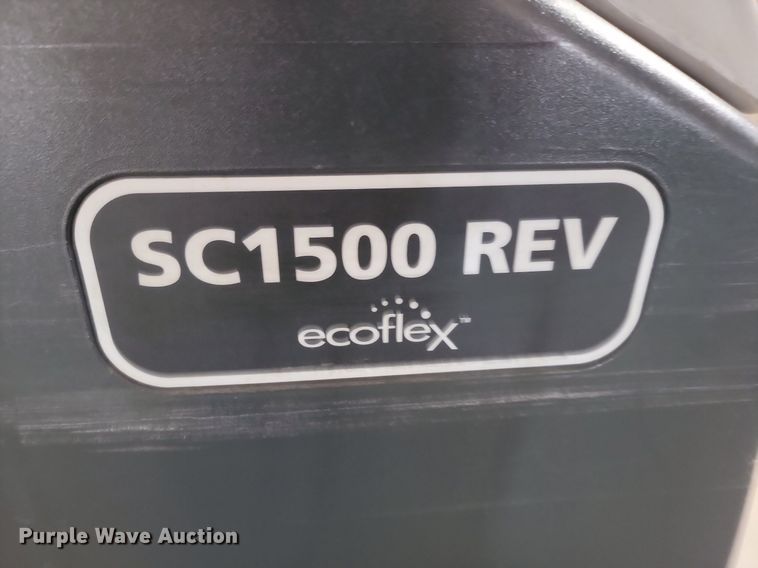 SC1500 REV
ecoflex™
Purple Wave Auction